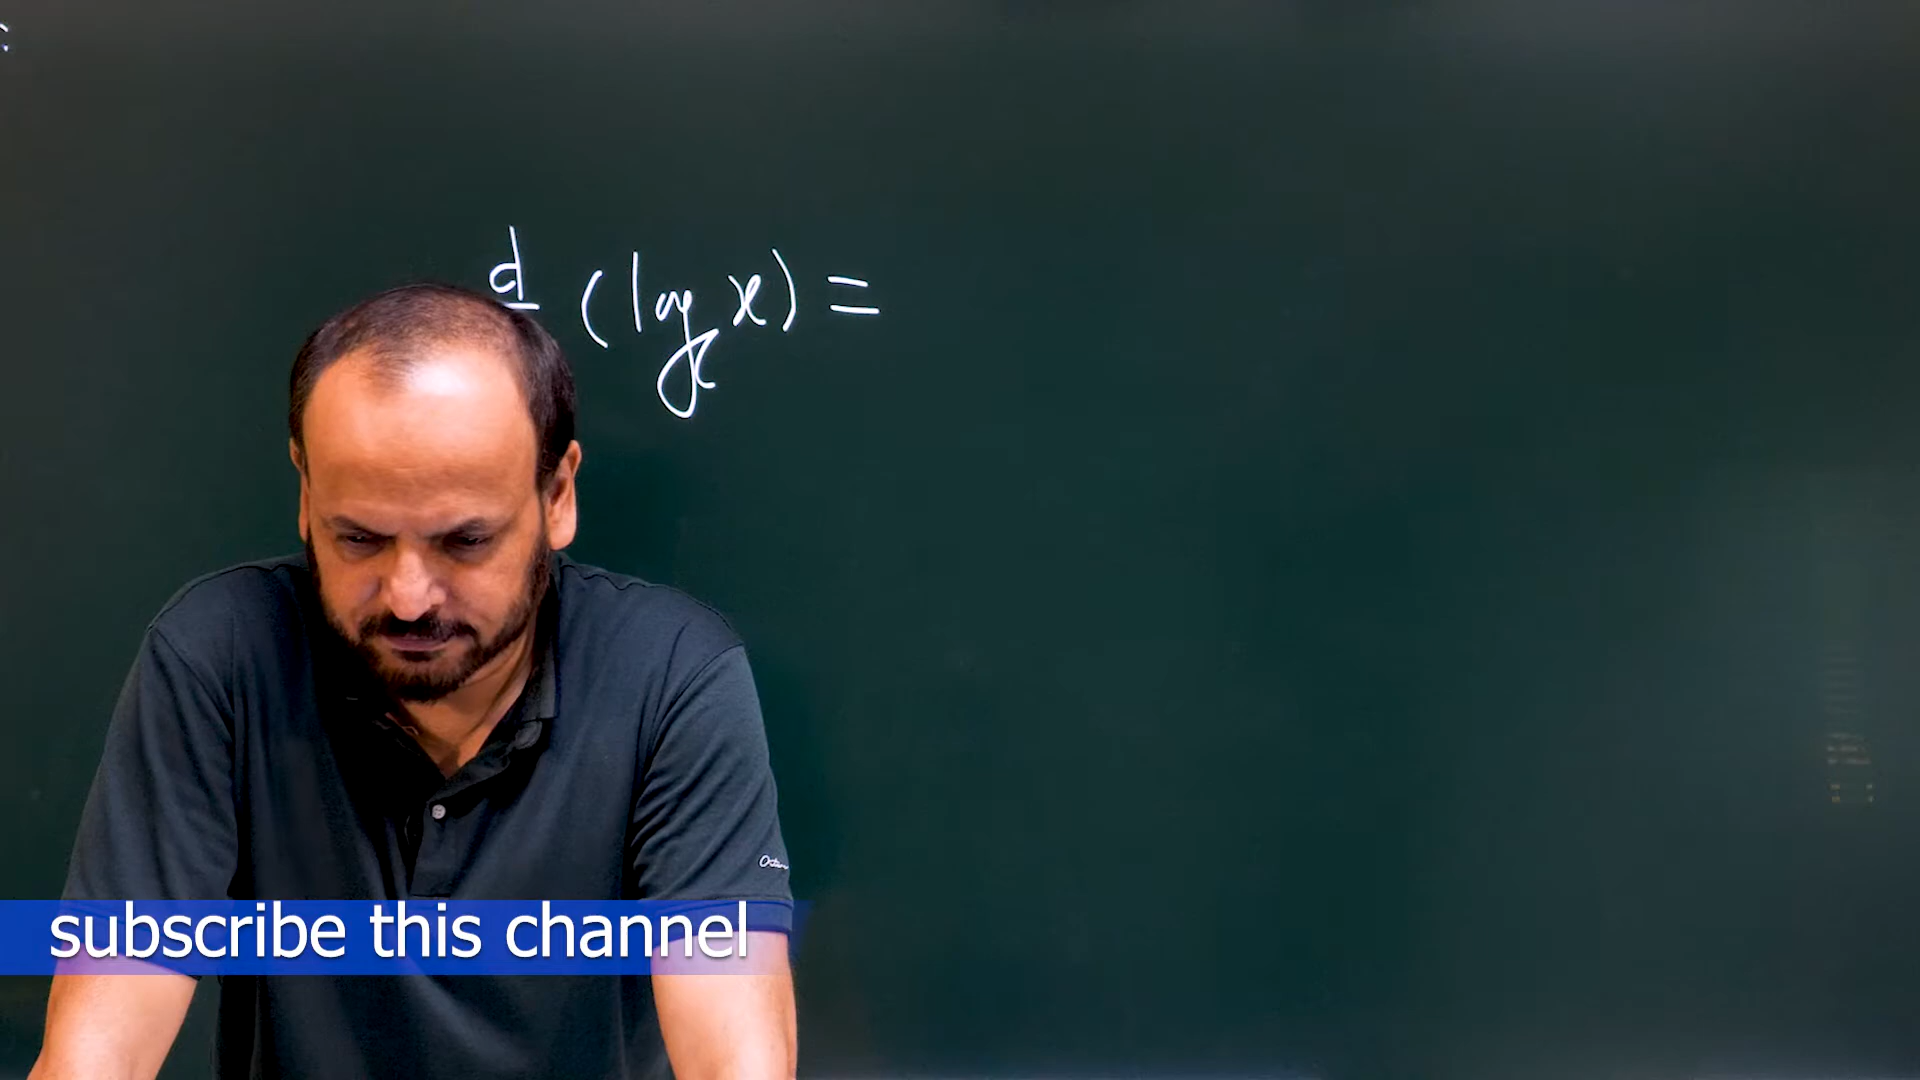 d (log x) =
subscribe this channel